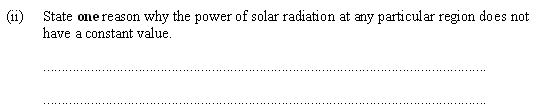 (ii) State one reason why the power of solar radiation at any particular region does not
have a constant value.
..............................................................................................................................
..............................................................................................................................